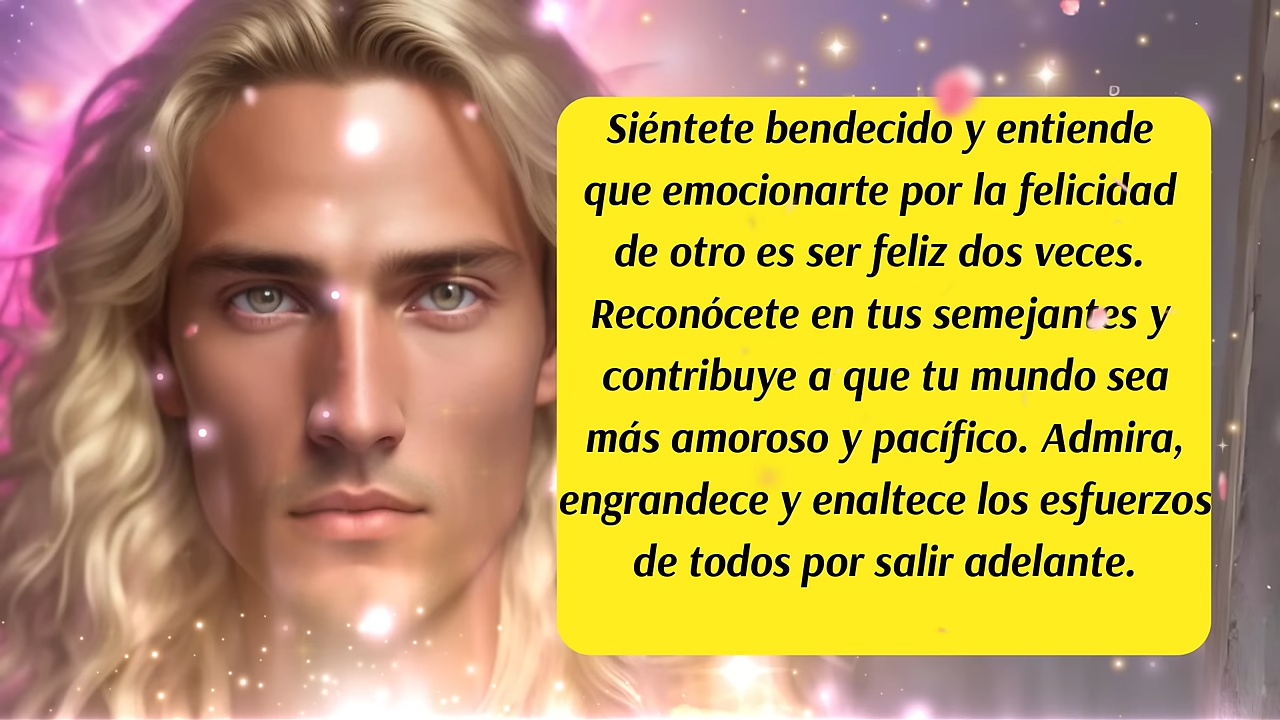 Siéntete bendecido y entiende
que emocionarte por la felicidad
de otro es ser feliz dos veces.
Reconócete en tus semejantes y
contribuye a que tu mundo sea
más amoroso y pacífico. Admira,
engrandece y enaltece los esfuerzos
de todos por salir adelante.